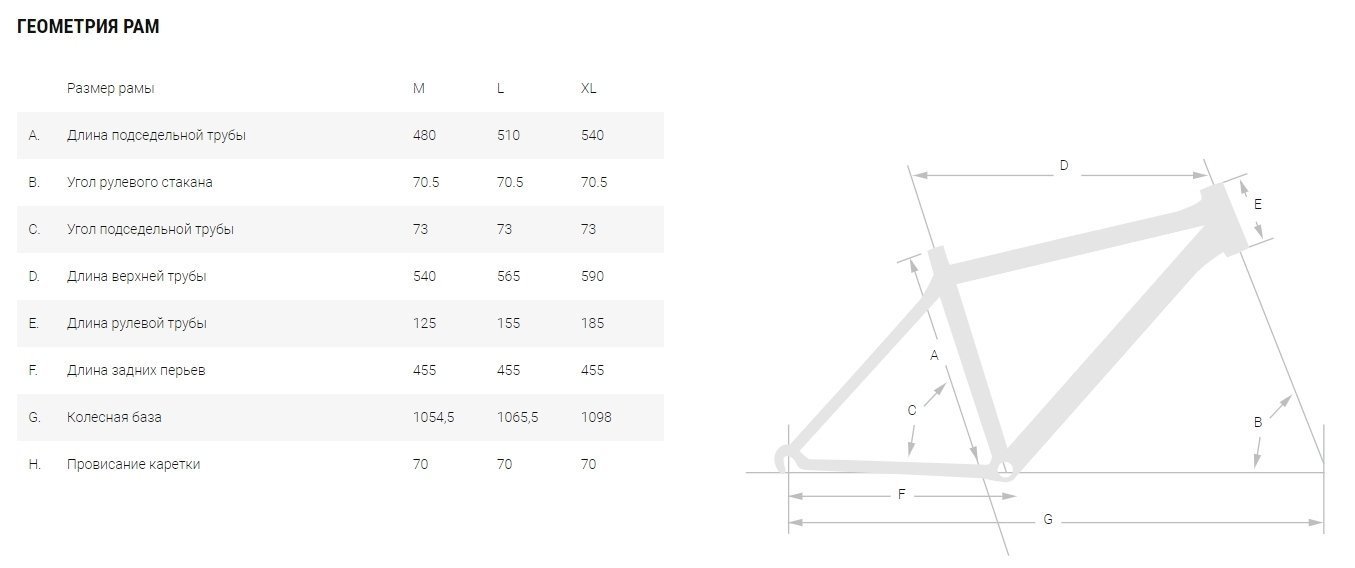 ГЕОМЕТРИЯ РАМ
Размер рамы M L XL
A. Длина подседельной трубы 480 510 540
B. Угол рулевого стакана 70.5 70.5 70.5
C. Угол подседельной трубы 73 73 73
D. Длина верхней трубы 540 565 590
E. Длина рулевой трубы 125 155 185
F. Длина задних перьев 455 455 455
G. Колесная база 1054,5 1065,5 1098
H. Провисание каретки 70 70 70
D
E
A
C
B
F
G